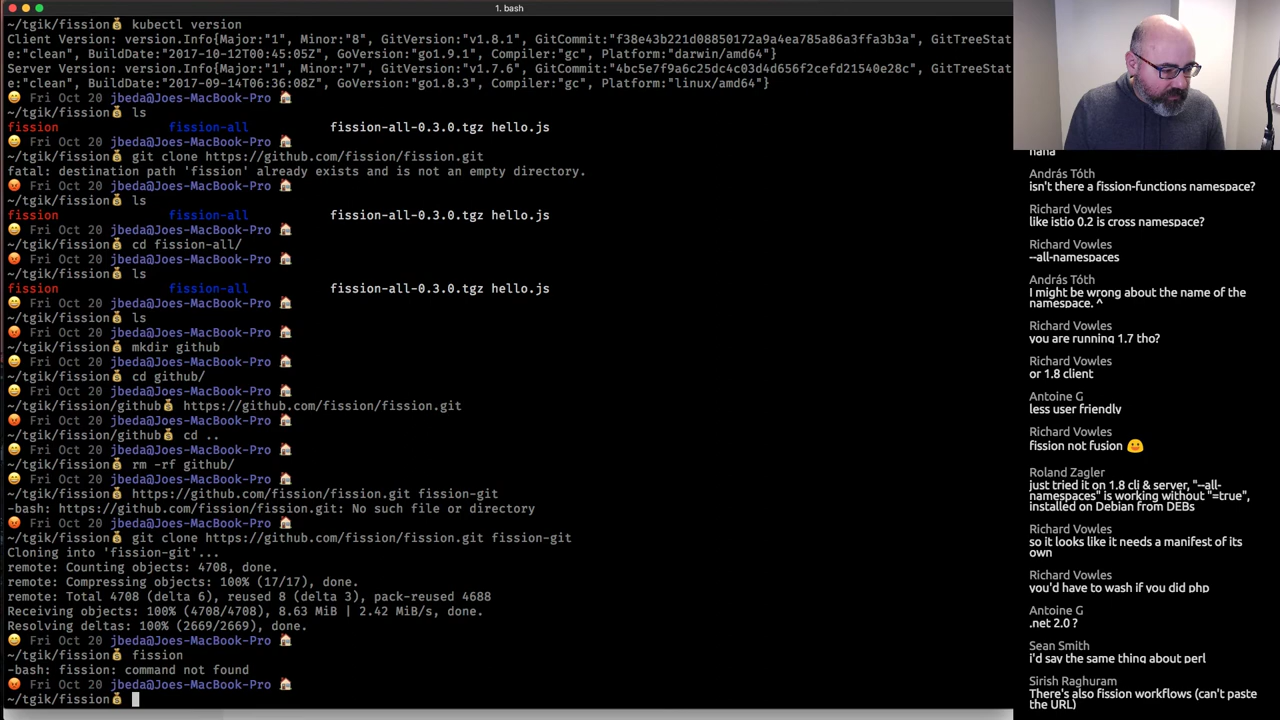 1. bash
~/tgik/fission💰 kubectl version
Client Version: version.Info{Major:"1", Minor:"8", GitVersion:"v1.8.1", GitCommit:"f38e43b221d08850172a9a4ea785a86a3ffa3b3a", GitTreeStat
e:"clean", BuildDate:"2017-10-12T00:45:05Z", GoVersion:"go1.9.1", Compiler:"gc", Platform:"darwin/amd64"}
Server Version: version.Info{Major:"1", Minor:"7", GitVersion:"v1.7.6", GitCommit:"4bc5e7f9a6c25dc4c03d4d656f2cefd21540e28c", GitTreeStat
e:"clean", BuildDate:"2017-09-14T06:36:08Z", GoVersion:"go1.8.3", Compiler:"gc", Platform:"linux/amd64"}
😄 Fri Oct 20 jbeda@Joes-MacBook-Pro 🏠
~/tgik/fission💰 ls
fission fission-all fission-all-0.3.0.tgz hello.js
😄 Fri Oct 20 jbeda@Joes-MacBook-Pro 🏠
~/tgik/fission💰 git clone https://github.com/fission/fission.git
fatal: destination path 'fission' already exists and is not an empty directory.
😡 Fri Oct 20 jbeda@Joes-MacBook-Pro 🏠
~/tgik/fission💰 ls
fission fission-all fission-all-0.3.0.tgz hello.js
😄 Fri Oct 20 jbeda@Joes-MacBook-Pro 🏠
~/tgik/fission💰 cd fission-all/
😡 Fri Oct 20 jbeda@Joes-MacBook-Pro 🏠
~/tgik/fission💰 ls
fission fission-all fission-all-0.3.0.tgz hello.js
😄 Fri Oct 20 jbeda@Joes-MacBook-Pro 🏠
~/tgik/fission💰 ls
😡 Fri Oct 20 jbeda@Joes-MacBook-Pro 🏠
~/tgik/fission💰 mkdir github
😄 Fri Oct 20 jbeda@Joes-MacBook-Pro 🏠
~/tgik/fission💰 cd github/
😄 Fri Oct 20 jbeda@Joes-MacBook-Pro 🏠
~/tgik/fission/github💰 https://github.com/fission/fission.git
😡 Fri Oct 20 jbeda@Joes-MacBook-Pro 🏠
~/tgik/fission/github💰 cd ..
😄 Fri Oct 20 jbeda@Joes-MacBook-Pro 🏠
~/tgik/fission💰 rm -rf github/
😄 Fri Oct 20 jbeda@Joes-MacBook-Pro 🏠
~/tgik/fission💰 https://github.com/fission/fission.git fission-git
-bash: https://github.com/fission/fission.git: No such file or directory
😡 Fri Oct 20 jbeda@Joes-MacBook-Pro 🏠
~/tgik/fission💰 git clone https://github.com/fission/fission.git fission-git
Cloning into 'fission-git'...
remote: Counting objects: 4708, done.
remote: Compressing objects: 100% (17/17), done.
remote: Total 4708 (delta 6), reused 8 (delta 3), pack-reused 4688
Receiving objects: 100% (4708/4708), 8.63 MiB | 2.42 MiB/s, done.
Resolving deltas: 100% (2669/2669), done.
😄 Fri Oct 20 jbeda@Joes-MacBook-Pro 🏠
~/tgik/fission💰 fission
-bash: fission: command not found
😡 Fri Oct 20 jbeda@Joes-MacBook-Pro 🏠
~/tgik/fission💰
András Tóth
isn't there a fission-functions namespace?
Richard Vowles
like istio 0.2 is cross namespace?
Richard Vowles
--all-namespaces
András Tóth
I might be wrong about the name of the
namespace. ^
Richard Vowles
you are running 1.7 tho?
Richard Vowles
or 1.8 client
Antoine G
less user friendly
Richard Vowles
fission not fusion 😛
Roland Zagler
just tried it on 1.8 cli & server, "--all-
namespaces" is working without "=true",
installed on Debian from DEBs
Richard Vowles
so it looks like it needs a manifest of its
own
Richard Vowles
you'd have to wash if you did php
Antoine G
.net 2.0 ?
Sean Smith
i'd say the same thing about perl
Sirish Raghuram
There's also fission workflows (can't paste
the URL)